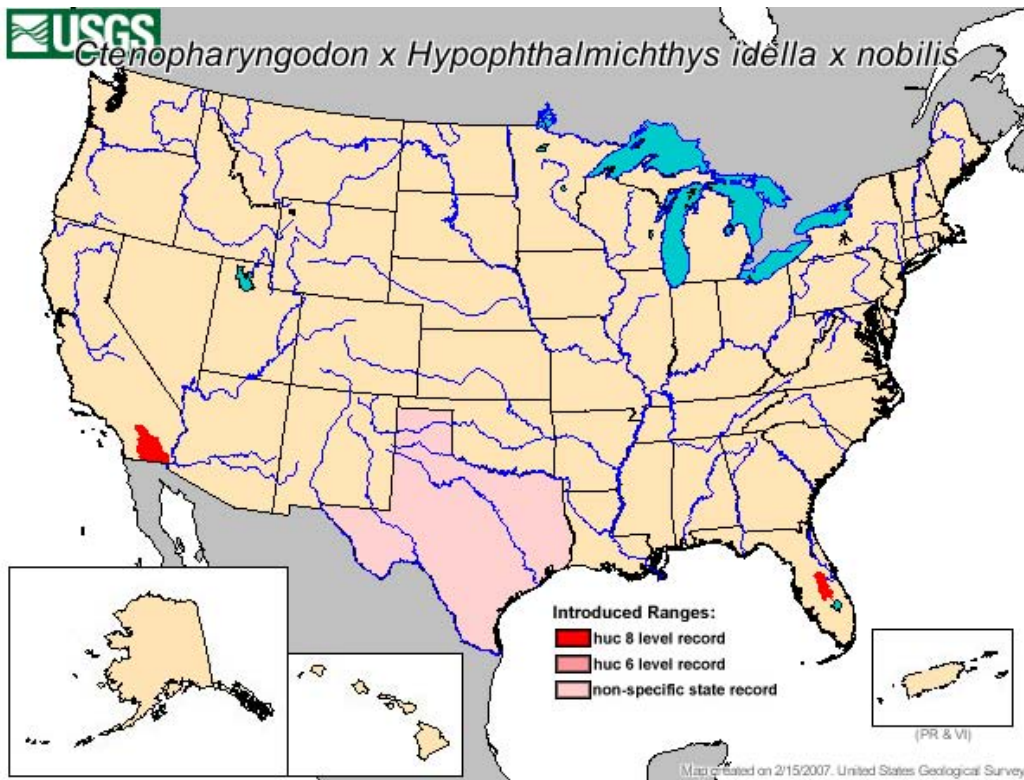 USGS
Ctenopharyngodon x Hypophthalmichthys idella x nobilis
Introduced Ranges:
huc 8 level record
huc 6 level record
non-specific state record
(PR & VI)
Map created on 2/15/2007. United States Geological Survey